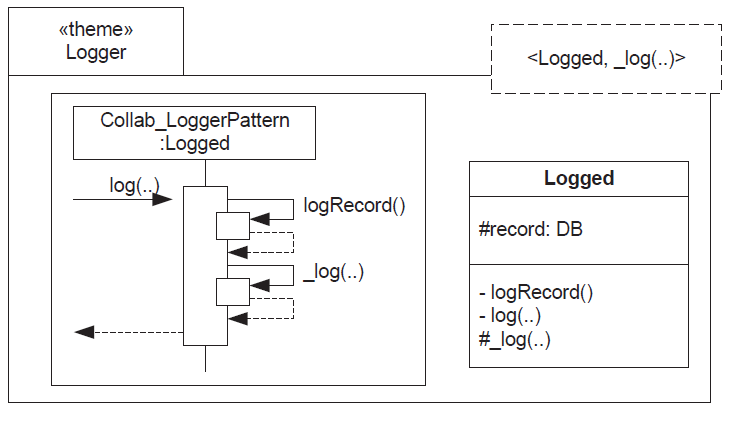 «theme»
Logger
<Logged, _log(..)>
Collab_LoggerPattern
:Logged
log(..)
logRecord()
_log(..)
Logged
#record: DB
- logRecord()
- log(..)
#_log(..)